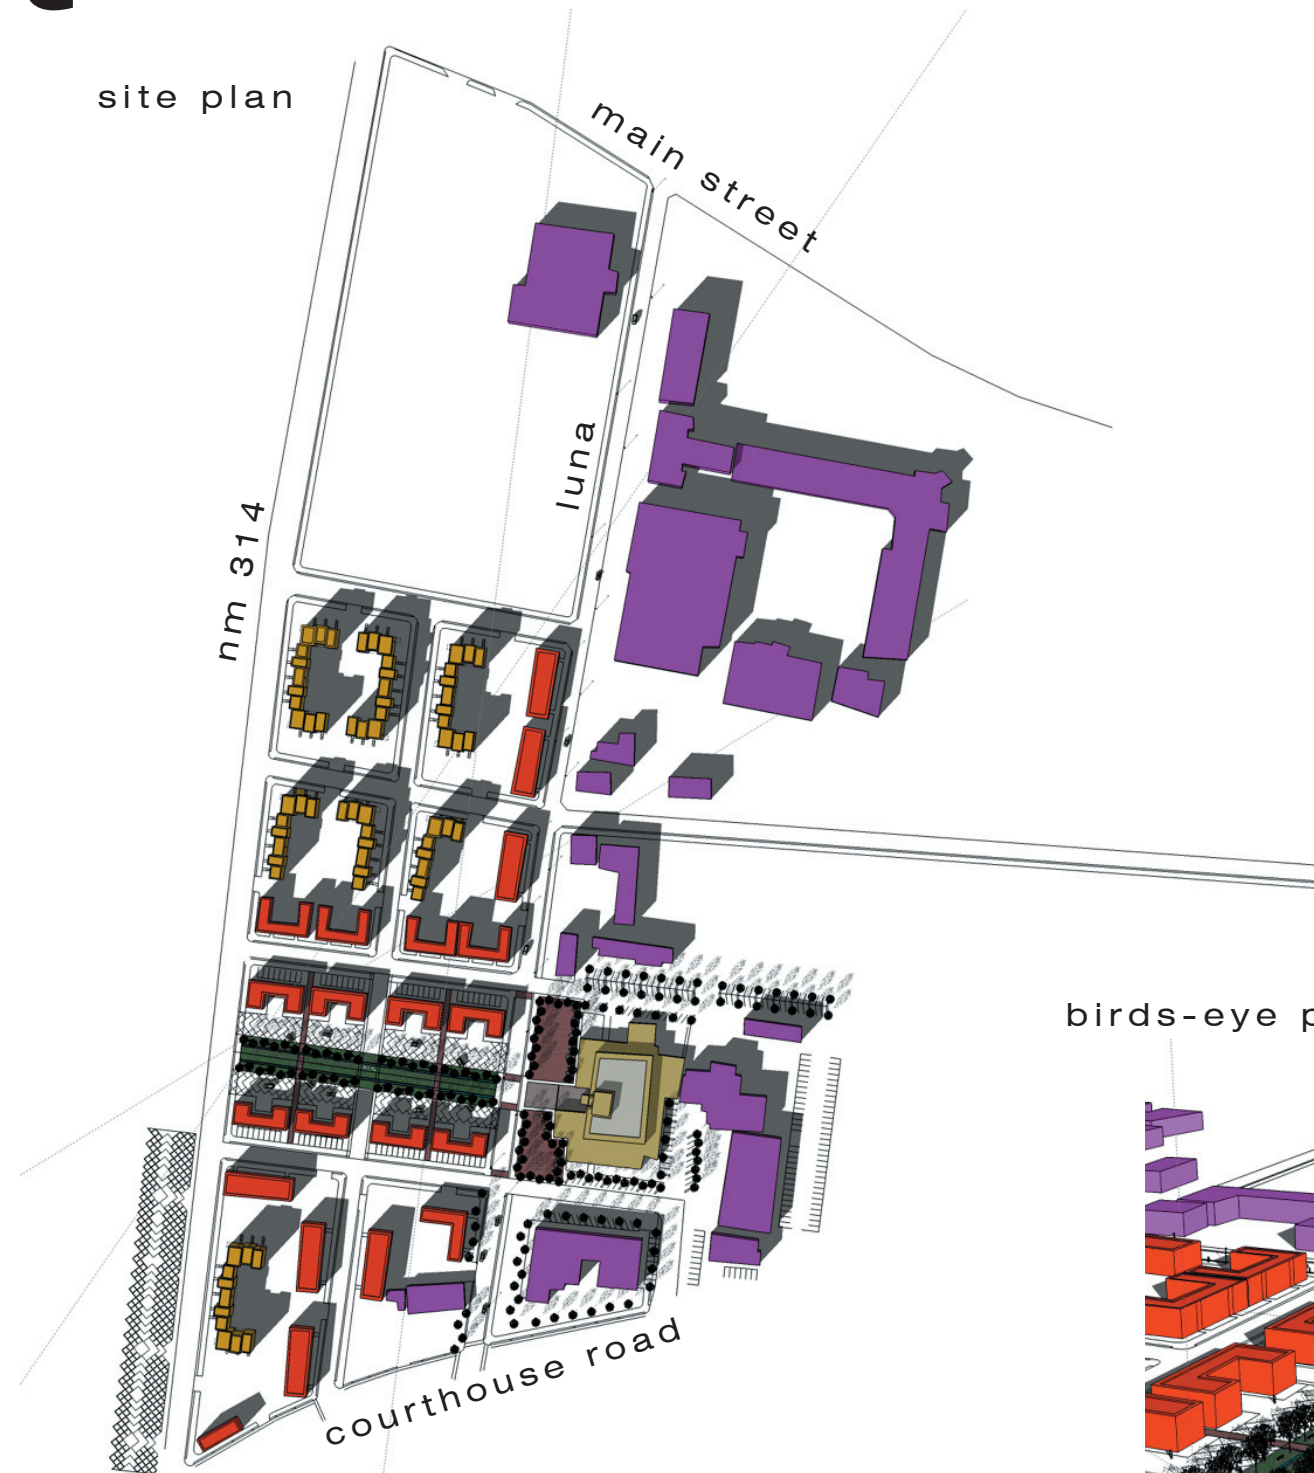 site plan
main street
luna
nm 314
birds-eye p
courthouse road